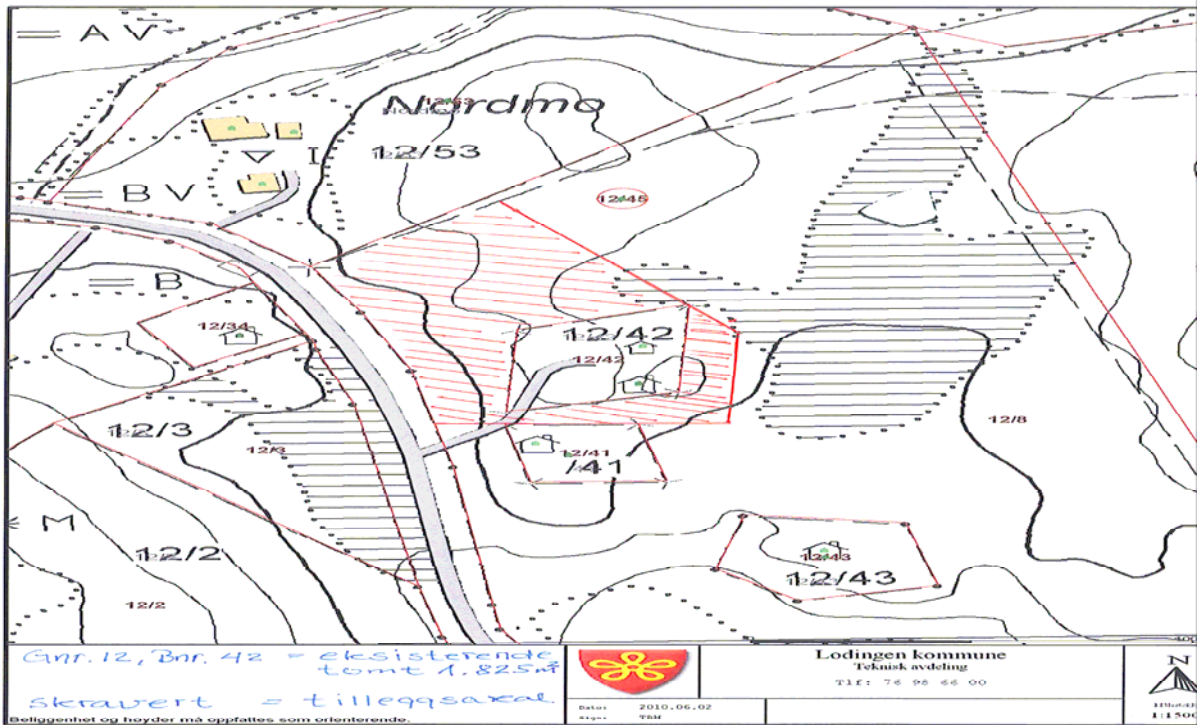 = A V
Nordmo
12/53
I
= B V
12/45
= B
12/34
12/42
12/42
12/3
12/3
12/8
12/41
/41
M
12/2
12/2
12/43
12/43
Gnr. 12, Bnr. 42 = eksisterende
tomt 1.825 m²
skravert = tilleggsareal
Beliggenhet og høyder må oppfattes som orienterende.
Lodingen kommune
Teknisk avdeling
Tlf: 76 98 66 00
Dato: 2010.06.02
Sign:
N
1:1500